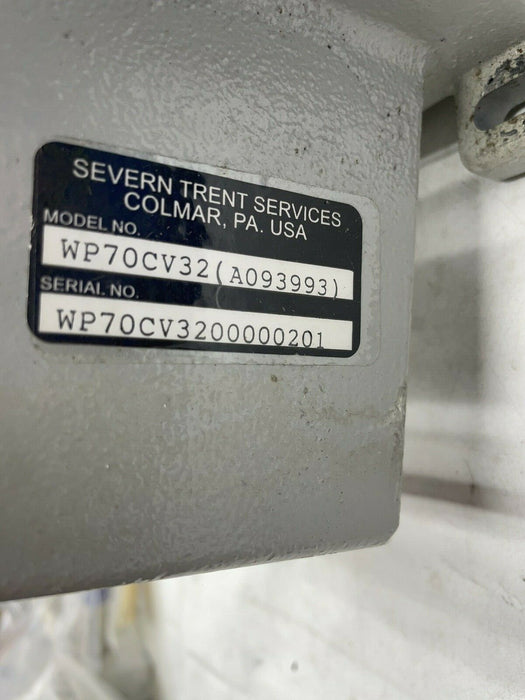 SEVERN TRENT SERVICES
COLMAR, PA. USA
MODEL NO.
WP70CV32(A093993)
SERIAL NO.
WP70CV3200000201